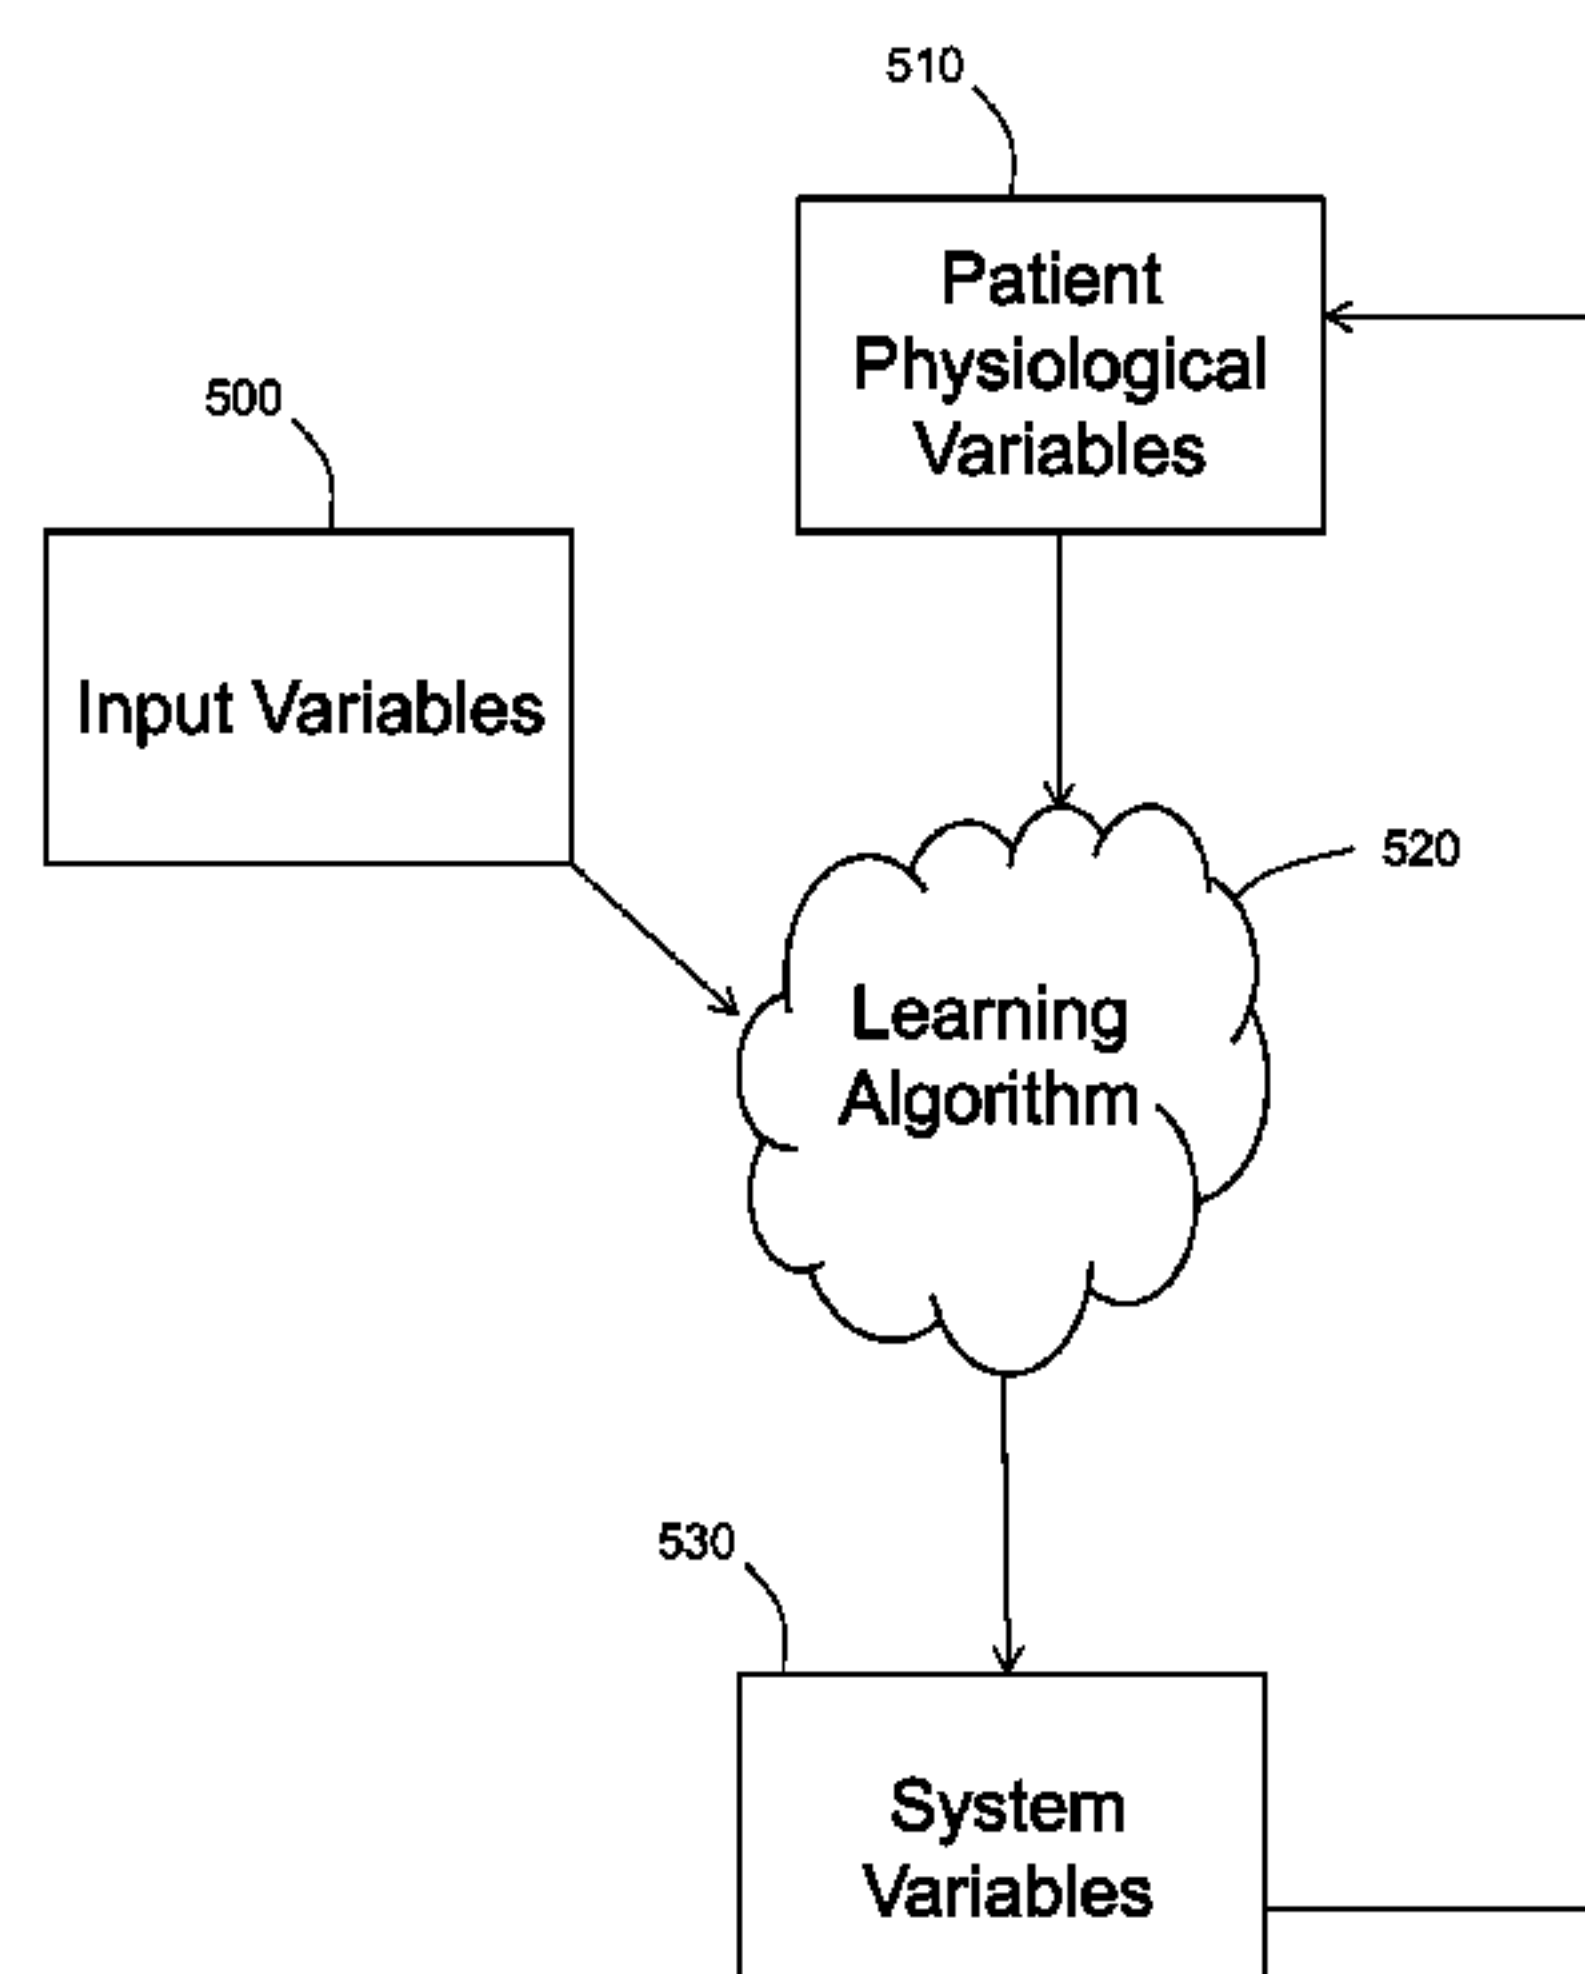 510
Patient
Physiological
Variables
500
Input Variables
520
Learning
Algorithm
530
System
Variables